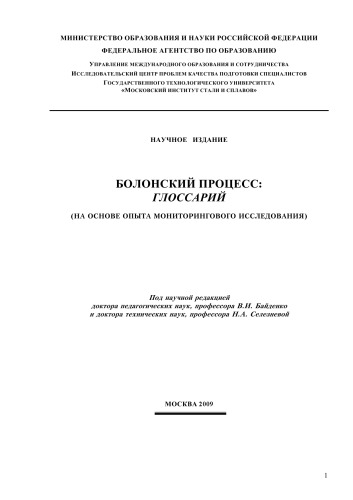 МИНИСТЕРСТВО ОБРАЗОВАНИЯ И НАУКИ РОССИЙСКОЙ ФЕДЕРАЦИИ
ФЕДЕРАЛЬНОЕ АГЕНТСТВО ПО ОБРАЗОВАНИЮ
УПРАВЛЕНИЕ МЕЖДУНАРОДНОГО ОБРАЗОВАНИЯ И СОТРУДНИЧЕСТВА
ИССЛЕДОВАТЕЛЬСКИЙ ЦЕНТР ПРОБЛЕМ КАЧЕСТВА ПОДГОТОВКИ СПЕЦИАЛИСТОВ
ГОСУДАРСТВЕННОГО ТЕХНОЛОГИЧЕСКОГО УНИВЕРСИТЕТА
«МОСКОВСКИЙ ИНСТИТУТ СТАЛИ И СПЛАВОВ»
НАУЧНОЕ ИЗДАНИЕ
БОЛОНСКИЙ ПРОЦЕСС:
ГЛОССАРИЙ
(НА ОСНОВЕ ОПЫТА МОНИТОРИНГОВОГО ИССЛЕДОВАНИЯ)
Под научной редакцией
доктора педагогических наук, профессора В.И. Байденко
и доктора технических наук, профессора Н.А. Селезневой
МОСКВА 2009
1